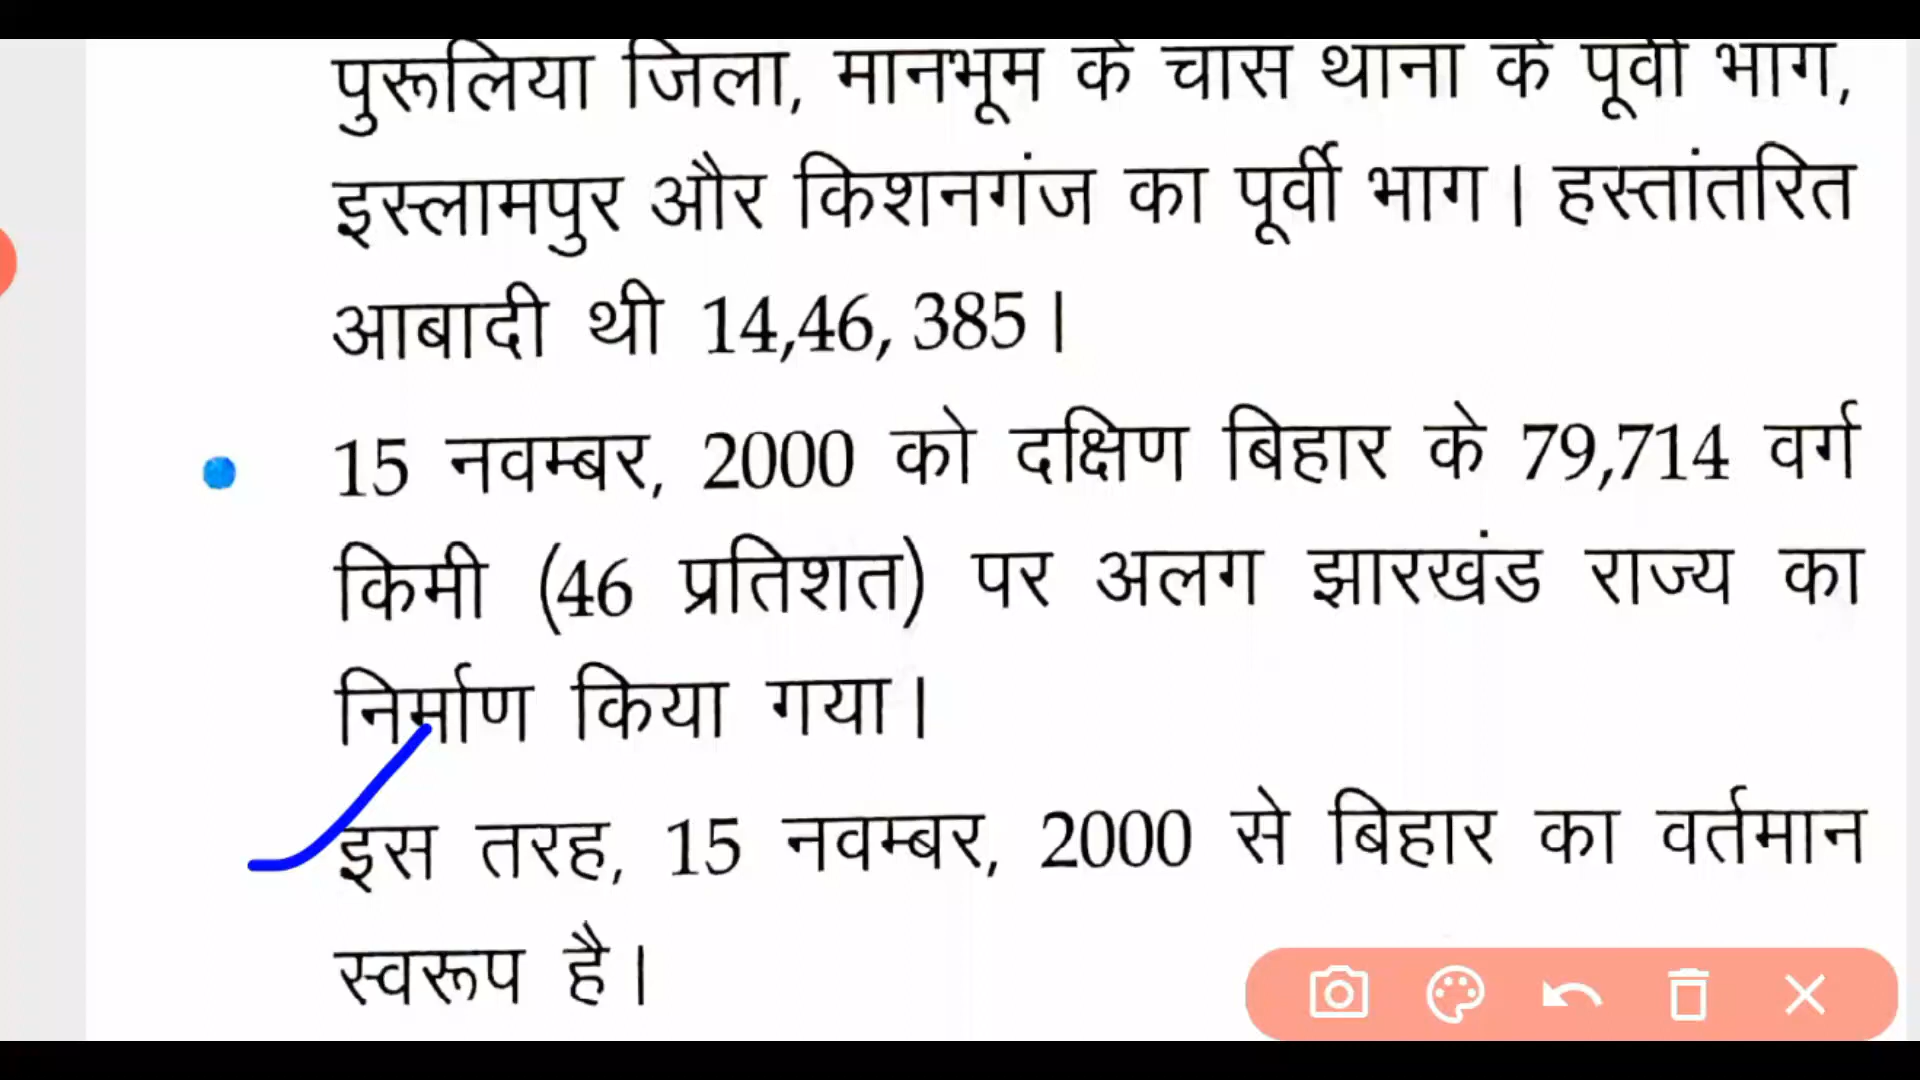 पुरूलिया जिला, मानभूम के चास थाना के पूर्वी भाग,
इस्लामपुर और किशनगंज का पूर्वी भाग। हस्तांतरित
आबादी थी 14,46, 385।
15 नवम्बर, 2000 को दक्षिण बिहार के 79,714 वर्ग
किमी (46 प्रतिशत) पर अलग झारखंड राज्य का
निर्माण किया गया।
इस तरह, 15 नवम्बर, 2000 से बिहार का वर्तमान
स्वरूप है।